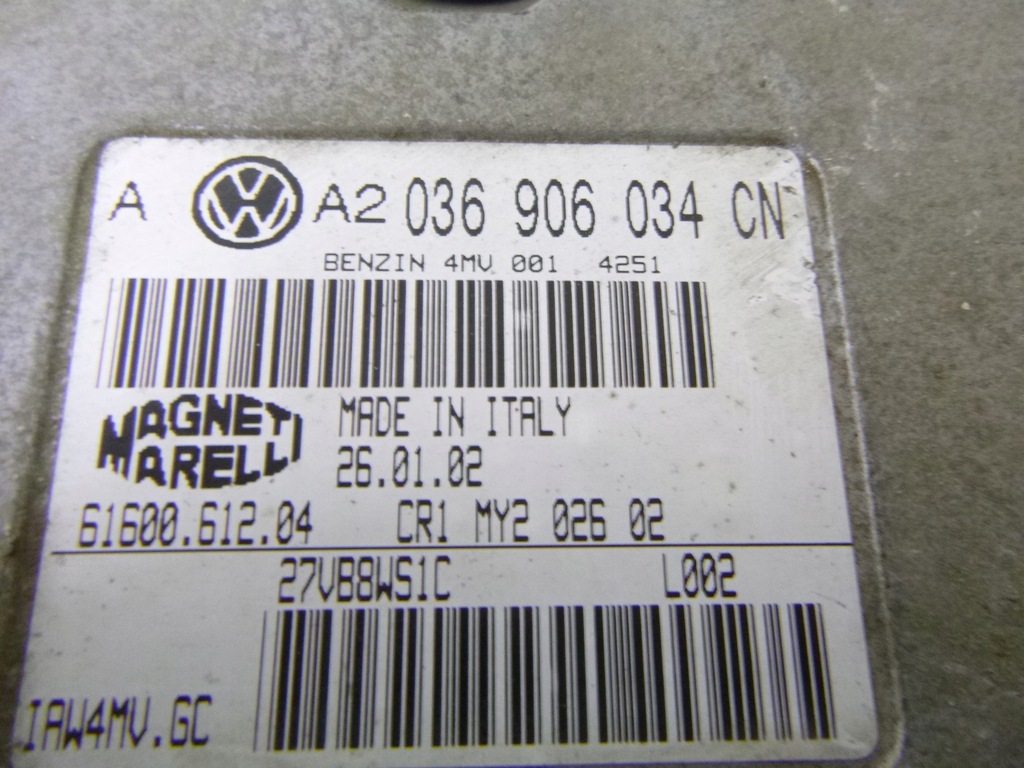 A VW A2 036 906 034 CN
BENZIN 4MV 001 4251
MAGNETI MARELLI
MADE IN ITALY
26.01.02
61600.612.04 CR1 MY2 026 02
27VB8WS1C L002
IAW4MV.GC